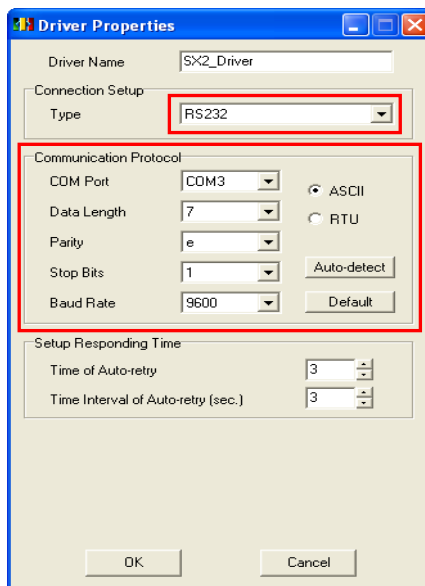 Driver Properties
Driver Name SX2_Driver
Connection Setup
Type RS232
Communication Protocol
COM Port COM3
ASCII
Data Length 7
RTU
Parity e
Stop Bits 1 Auto-detect
Baud Rate 9600 Default
Setup Responding Time
Time of Auto-retry 3
Time Interval of Auto-retry (sec.) 3
OK Cancel